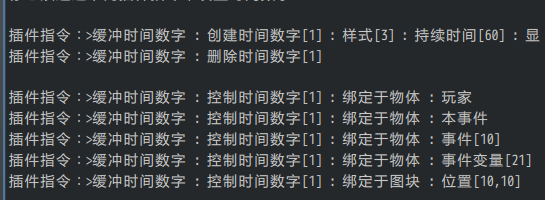 插件指令：>缓冲时间数字 : 创建时间数字[1] : 样式[3] : 持续时间[60] : 显
插件指令：>缓冲时间数字 : 删除时间数字[1]
插件指令：>缓冲时间数字 : 控制时间数字[1] : 绑定于物体 : 玩家
插件指令：>缓冲时间数字 : 控制时间数字[1] : 绑定于物体 : 本事件
插件指令：>缓冲时间数字 : 控制时间数字[1] : 绑定于物体 : 事件[10]
插件指令：>缓冲时间数字 : 控制时间数字[1] : 绑定于物体 : 事件变量[21]
插件指令：>缓冲时间数字 : 控制时间数字[1] : 绑定于图块 : 位置[10,10]